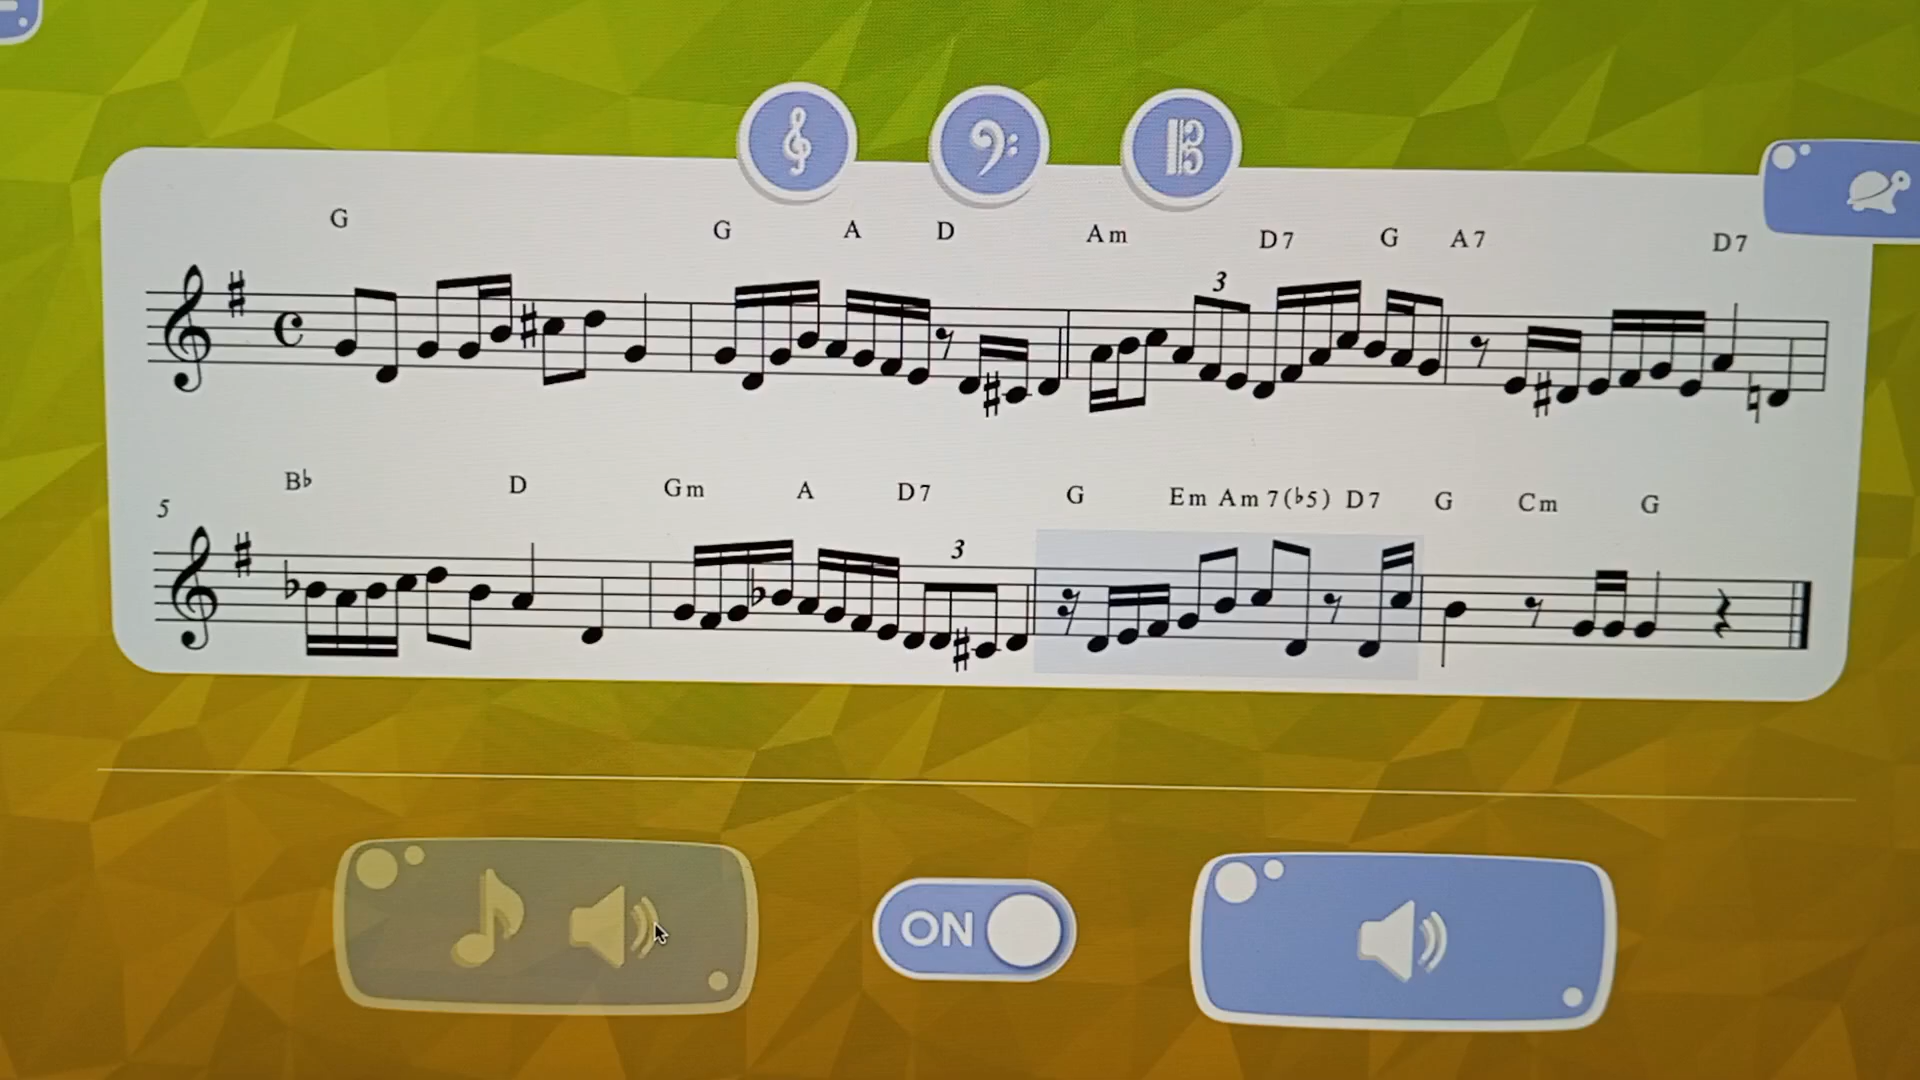 G G A D Am D7 G A7 D7
3
5 B♭ D Gm A D7 G Em Am7(♭5) D7 G Cm G
3
ON